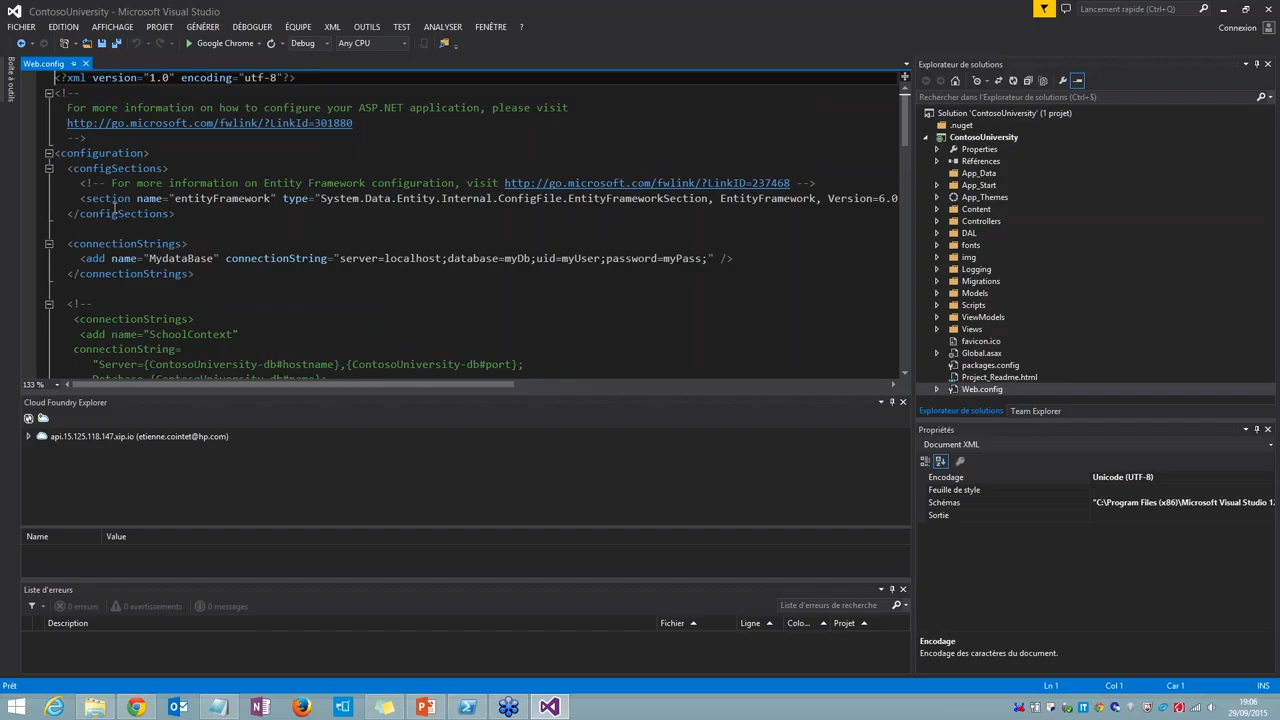 ContosoUniversity - Microsoft Visual Studio
Lancement rapide (Ctrl+Q)
FICHIER EDITION AFFICHAGE PROJET GÉNÉRER DÉBOGUER ÉQUIPE XML OUTILS TEST ANALYSER FENÊTRE ?
Connexion
Google Chrome Debug Any CPU
Boîte à outils
Web.config
<?xml version="1.0" encoding="utf-8"?>
<!--
For more information on how to configure your ASP.NET application, please visit
http://go.microsoft.com/fwlink/?LinkId=301880
-->
<configuration>
<configSections>
<!-- For more information on Entity Framework configuration, visit http://go.microsoft.com/fwlink/?LinkID=237468 -->
<section name="entityFramework" type="System.Data.Entity.Internal.ConfigFile.EntityFrameworkSection, EntityFramework, Version=6.0
</configSections>
<connectionStrings>
<add name="MydataBase" connectionString="server=localhost;database=myDb;uid=myUser;password=myPass;" />
</connectionStrings>
<!--
<connectionStrings>
<add name="SchoolContext"
connectionString=
"Server={ContosoUniversity-db#hostname},{ContosoUniversity-db#port};
Database={ContosoUniversity-db#name};
133 %
Cloud Foundry Explorer
api.15.125.118.147.xip.io (etienne.cointet@hp.com)
Name Value
Liste d'erreurs
0 erreurs 0 avertissements 0 messages
Liste d'erreurs de recherche
Description Fichier Ligne Colo... Projet
Explorateur de solutions
Rechercher dans l'Explorateur de solutions (Ctrl+$)
Solution 'ContosoUniversity' (1 projet)
.nuget
ContosoUniversity
Properties
Références
App_Data
App_Start
App_Themes
Content
Controllers
DAL
fonts
img
Logging
Migrations
Models
Scripts
ViewModels
Views
favicon.ico
Global.asax
packages.config
Project_Readme.html
Web.config
Explorateur de solutions Team Explorer
Propriétés
Document XML
Encodage Unicode (UTF-8)
Feuille de style
Schémas "C:\Program Files (x86)\Microsoft Visual Studio 1
Sortie
Encodage
Encodage des caractères du document.
Prêt Ln 1 Col 1 Car 1 INS
19:06
29/09/2015